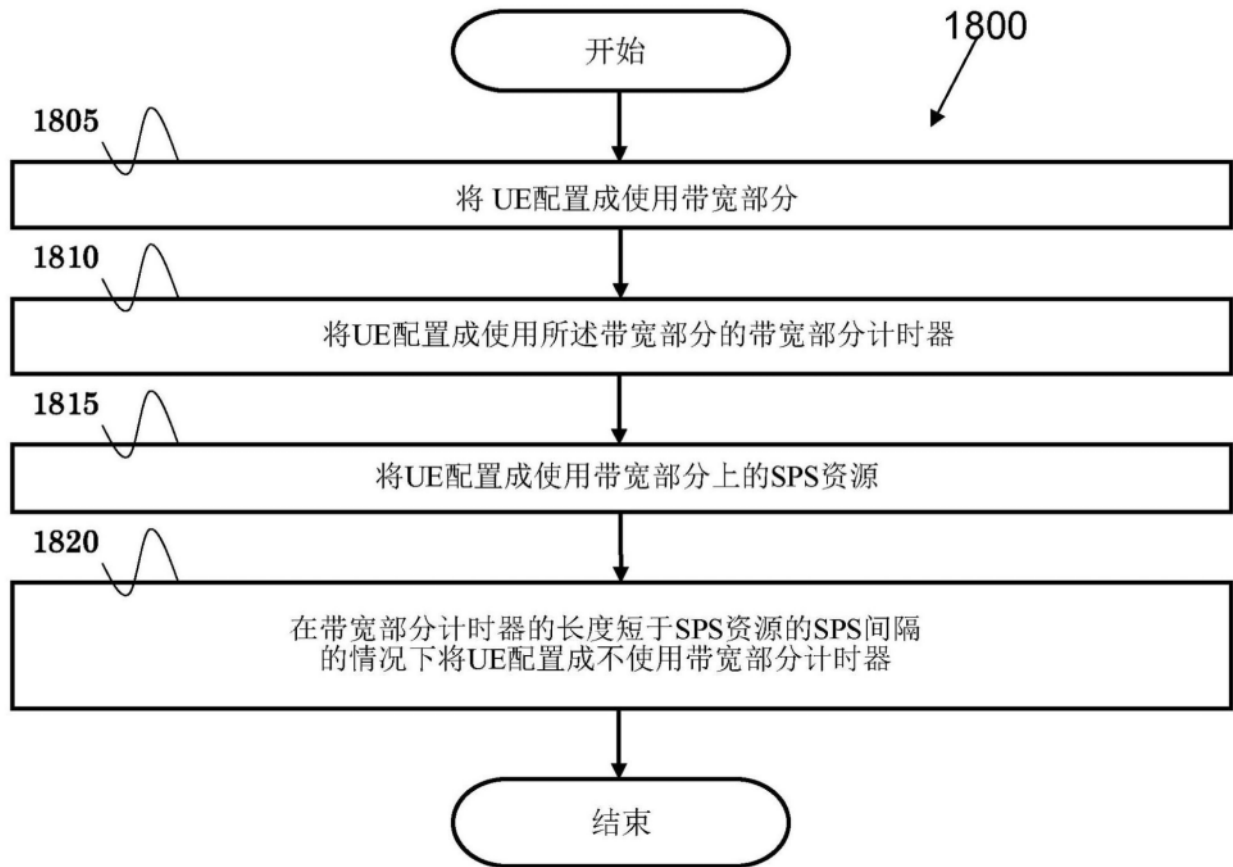 1800
开始
1805
将 UE配置成使用带宽部分
1810
将UE配置成使用所述带宽部分的带宽部分计时器
1815
将UE配置成使用带宽部分上的SPS资源
1820
在带宽部分计时器的长度短于SPS资源的SPS间隔
的情况下将UE配置成不使用带宽部分计时器
结束